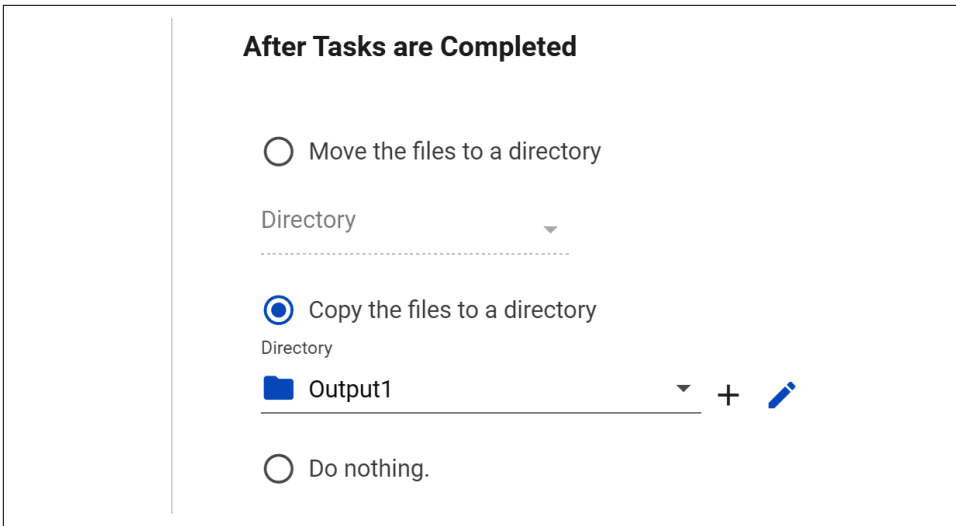 After Tasks are Completed
Move the files to a directory
Directory
Copy the files to a directory
Directory
Output1
Do nothing.